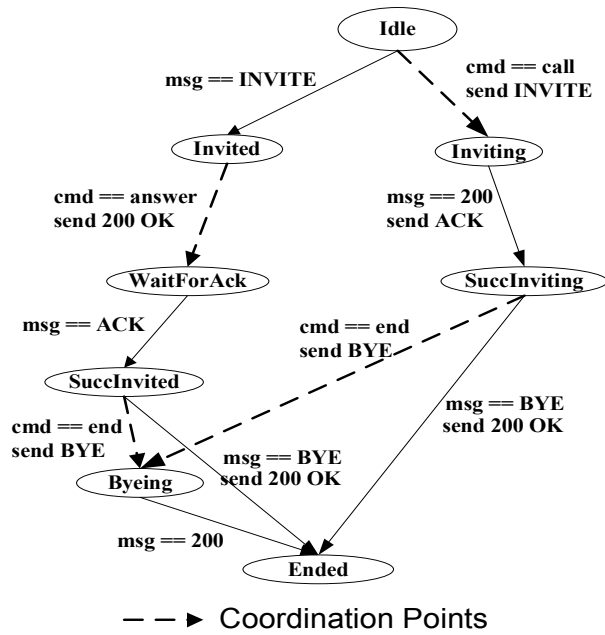 Idle
msg == INVITE
cmd == call
send INVITE
Invited
Inviting
cmd == answer
send 200 OK
msg == 200
send ACK
WaitForAck
SuccInviting
msg == ACK
cmd == end
send BYE
SuccInvited
cmd == end
send BYE
msg == BYE
send 200 OK
msg == BYE
send 200 OK
Byeing
msg == 200
Ended
Coordination Points